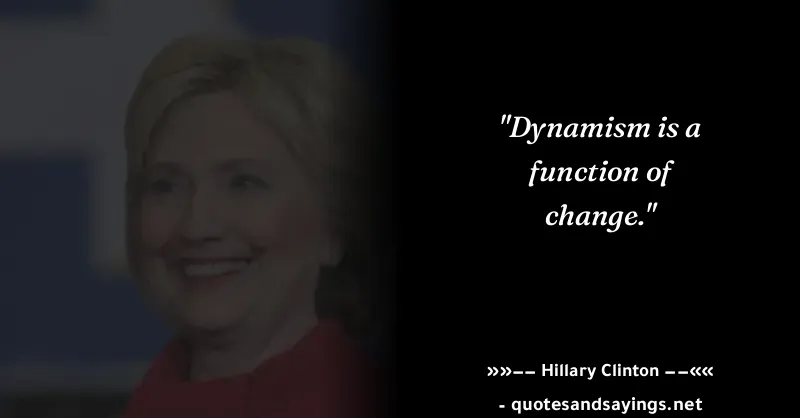 "Dynamism is a
function of
change."
»»−− Hillary Clinton −−««
- quotesandsayings.net